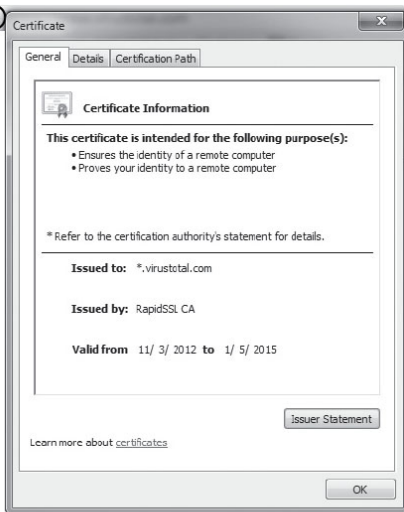 Certificate
General Details Certification Path
Certificate Information
This certificate is intended for the following purpose(s):
• Ensures the identity of a remote computer
• Proves your identity to a remote computer
* Refer to the certification authority's statement for details.
Issued to: *.virustotal.com
Issued by: RapidSSL CA
Valid from 11/ 3/ 2012 to 1/ 5/ 2015
Issuer Statement
Learn more about certificates
OK